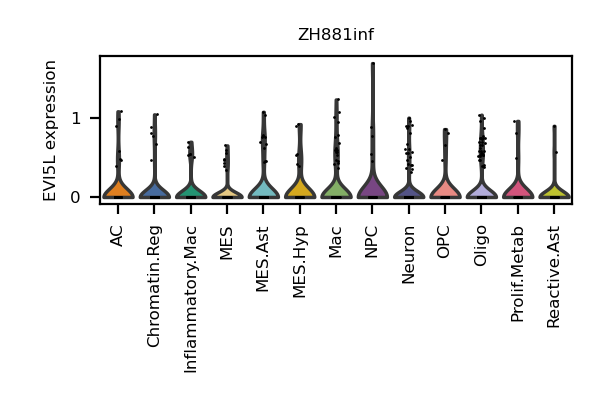 ZH881inf
EVI5L expression
1
0
AC
Chromatin.Reg
Inflammatory.Mac
MES
MES.Ast
MES.Hyp
Mac
NPC
Neuron
OPC
Oligo
Prolif.Metab
Reactive.Ast